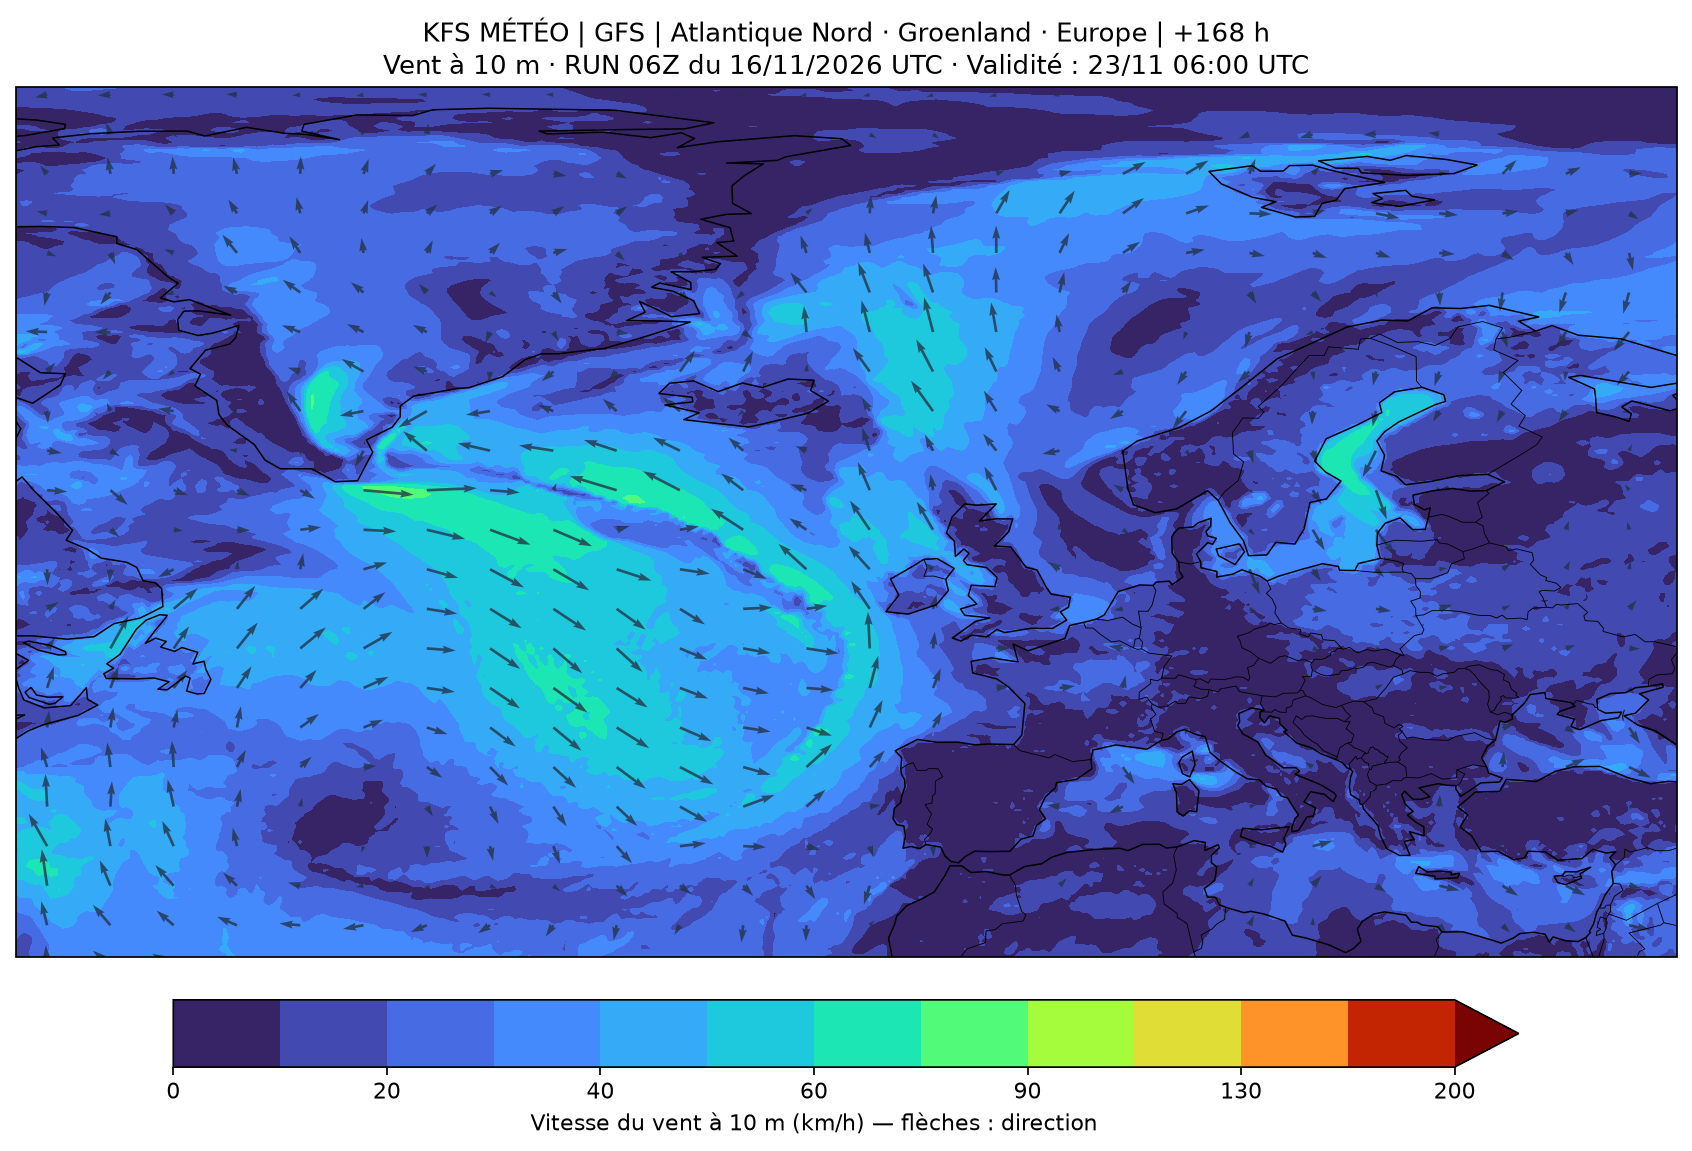 KFS MÉTÉO | GFS | Atlantique Nord · Groenland · Europe | +168 h
Vent à 10 m · RUN 06Z du 16/11/2026 UTC · Validité : 23/11 06:00 UTC
0 20 40 60 90 130 200
Vitesse du vent à 10 m (km/h) — flèches : direction